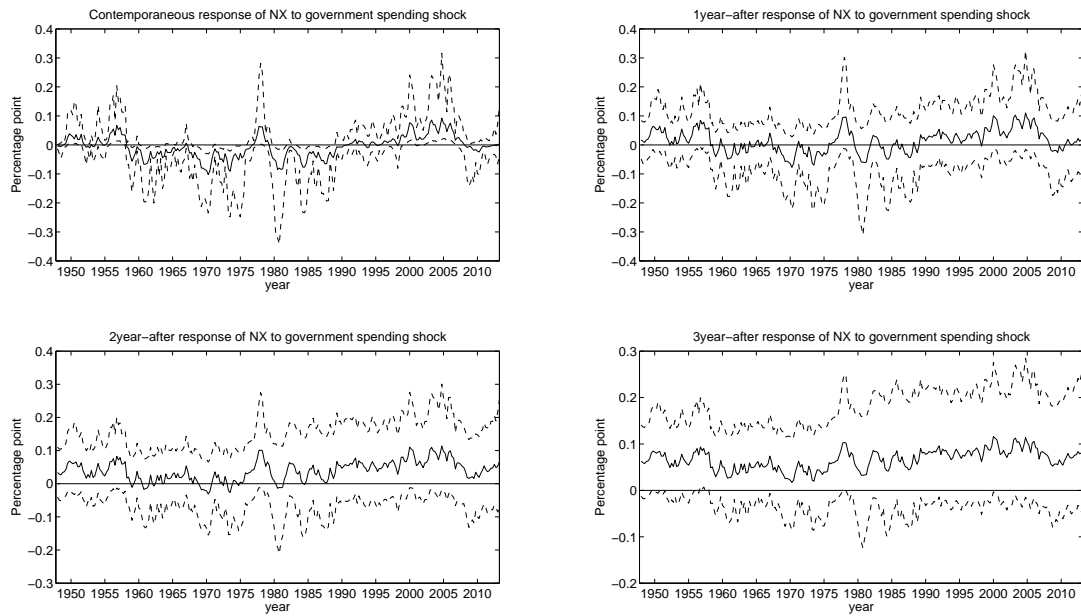 Contemporaneous response of NX to government spending shock
0.4
0.3
0.2
0.1
0
−0.1
−0.2
−0.3
−0.4
Percentage point
1950 1955 1960 1965 1970 1975 1980 1985 1990 1995 2000 2005 2010
year
1year−after response of NX to government spending shock
0.4
0.3
0.2
0.1
0
−0.1
−0.2
−0.3
−0.4
Percentage point
1950 1955 1960 1965 1970 1975 1980 1985 1990 1995 2000 2005 2010
year
2year−after response of NX to government spending shock
0.4
0.3
0.2
0.1
0
−0.1
−0.2
−0.3
Percentage point
1950 1955 1960 1965 1970 1975 1980 1985 1990 1995 2000 2005 2010
year
3year−after response of NX to government spending shock
0.3
0.2
0.1
0
−0.1
−0.2
Percentage point
1950 1955 1960 1965 1970 1975 1980 1985 1990 1995 2000 2005 2010
year